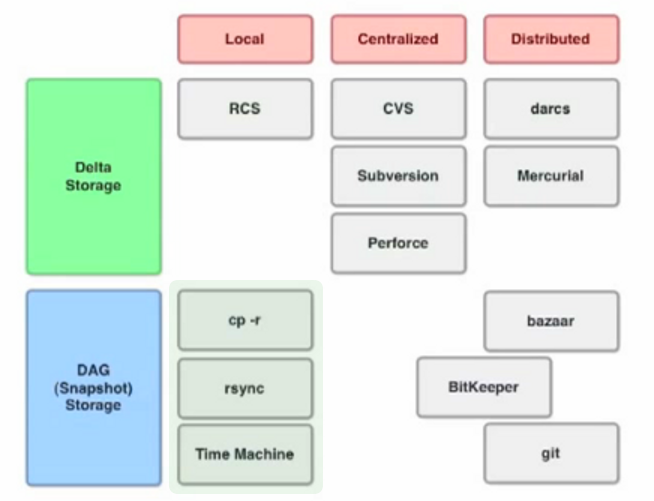 Local Centralized Distributed
RCS CVS darcs
Delta
Storage
Subversion Mercurial
Perforce
cp -r bazaar
DAG
(Snapshot)
Storage
rsync BitKeeper
Time Machine git